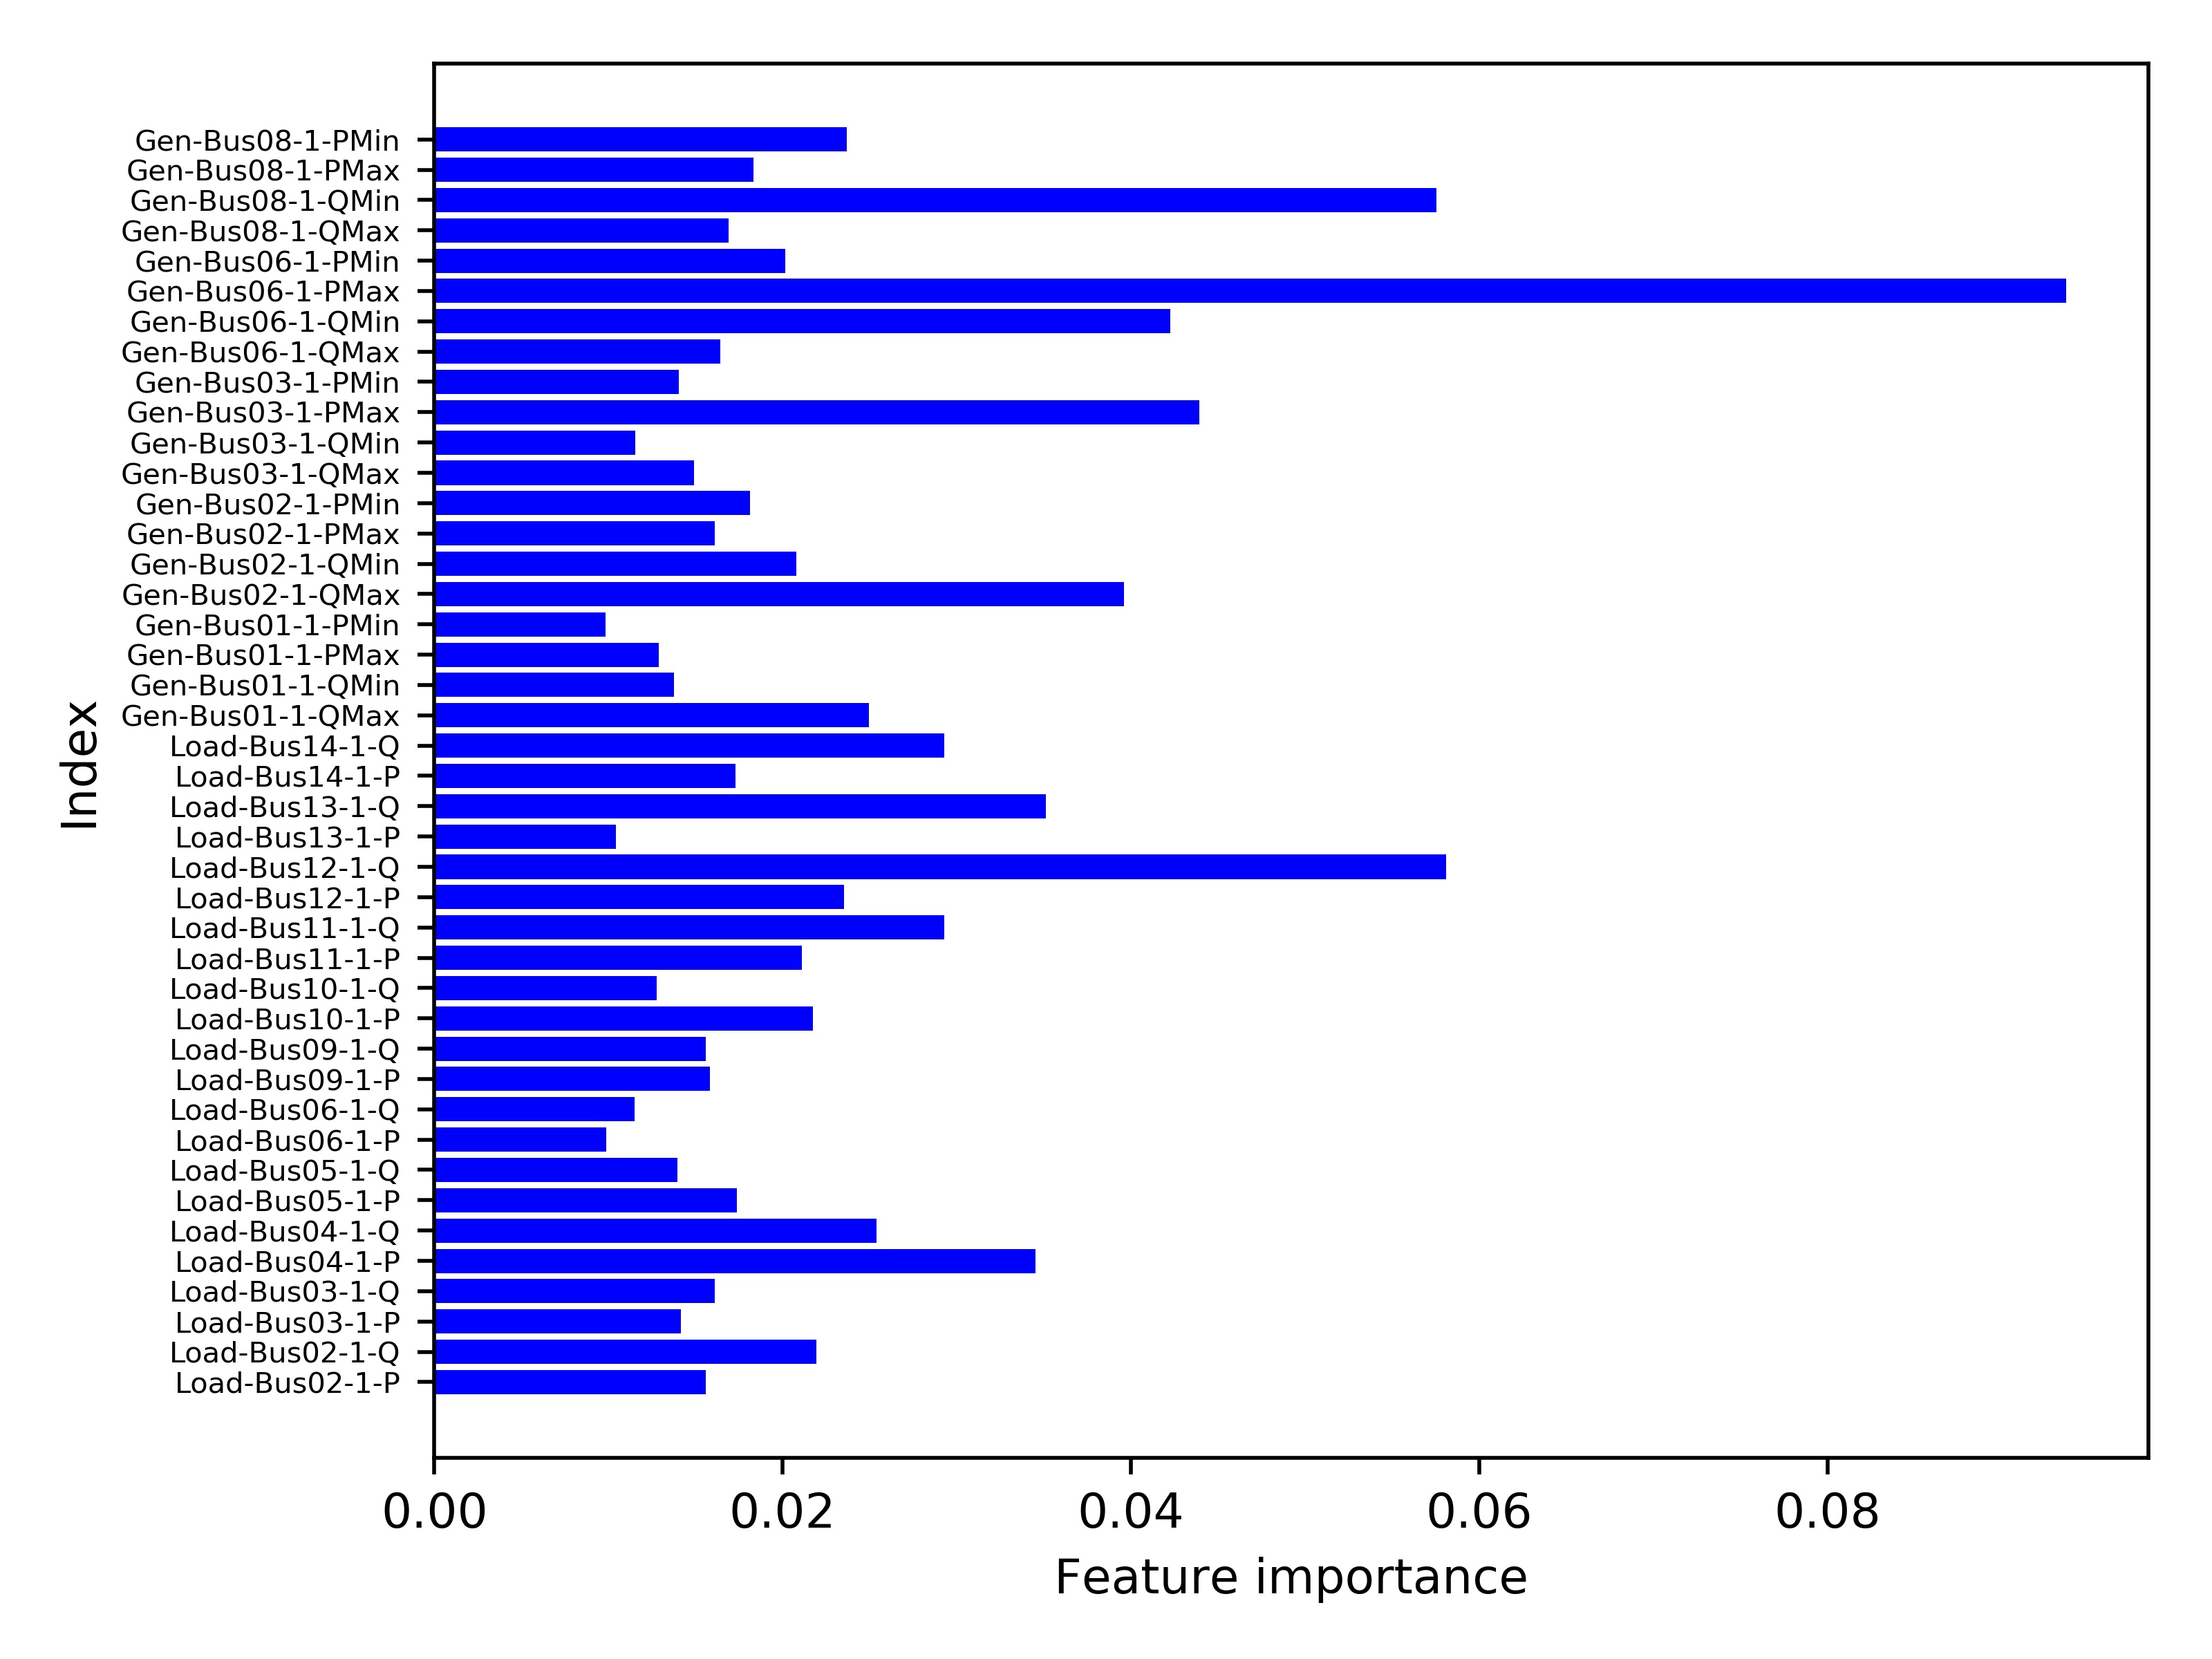 Gen-Bus08-1-PMin
Gen-Bus08-1-PMax
Gen-Bus08-1-QMin
Gen-Bus08-1-QMax
Gen-Bus06-1-PMin
Gen-Bus06-1-PMax
Gen-Bus06-1-QMin
Gen-Bus06-1-QMax
Gen-Bus03-1-PMin
Gen-Bus03-1-PMax
Gen-Bus03-1-QMin
Gen-Bus03-1-QMax
Gen-Bus02-1-PMin
Gen-Bus02-1-PMax
Gen-Bus02-1-QMin
Gen-Bus02-1-QMax
Gen-Bus01-1-PMin
Gen-Bus01-1-PMax
Gen-Bus01-1-QMin
Gen-Bus01-1-QMax
Load-Bus14-1-Q
Load-Bus14-1-P
Load-Bus13-1-Q
Load-Bus13-1-P
Load-Bus12-1-Q
Load-Bus12-1-P
Load-Bus11-1-Q
Load-Bus11-1-P
Load-Bus10-1-Q
Load-Bus10-1-P
Load-Bus09-1-Q
Load-Bus09-1-P
Load-Bus06-1-Q
Load-Bus06-1-P
Load-Bus05-1-Q
Load-Bus05-1-P
Load-Bus04-1-Q
Load-Bus04-1-P
Load-Bus03-1-Q
Load-Bus03-1-P
Load-Bus02-1-Q
Load-Bus02-1-P
Index
0.00 0.02 0.04 0.06 0.08
Feature importance